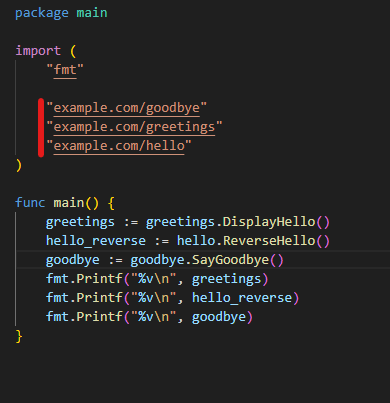 package main
import (
"fmt"
"example.com/goodbye"
"example.com/greetings"
"example.com/hello"
)
func main() {
greetings := greetings.DisplayHello()
hello_reverse := hello.ReverseHello()
goodbye := goodbye.SayGoodbye()
fmt.Printf("%v\n", greetings)
fmt.Printf("%v\n", hello_reverse)
fmt.Printf("%v\n", goodbye)
}